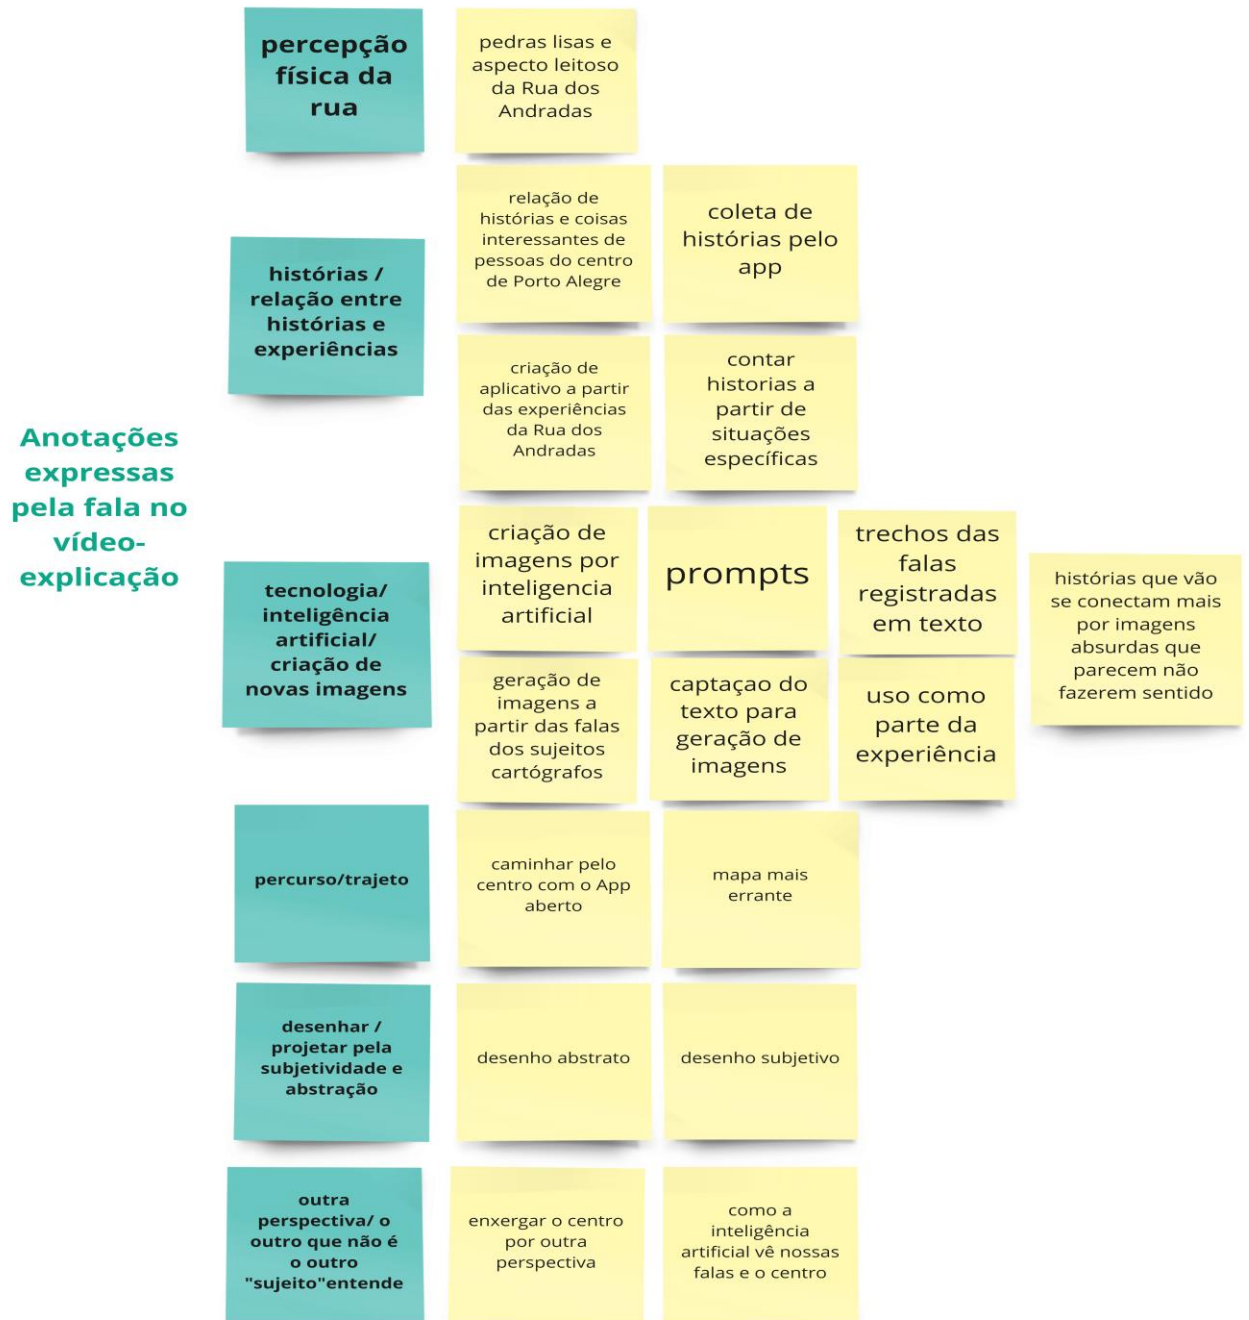 Anotações
expressas
pela fala no
vídeo-
explicação
percepção
física da
rua
pedras lisas e
aspecto leitoso
da Rua dos
Andradas
histórias /
relação entre
histórias e
experiências
relação de
histórias e coisas
interessantes de
pessoas do centro
de Porto Alegre
coleta de
histórias pelo
app
criação de
aplicativo a partir
das experiências
da Rua dos
Andradas
contar
historias a
partir de
situações
específicas
tecnologia/
inteligência
artificial/
criação de
novas imagens
criação de
imagens por
inteligencia
artificial
prompts
trechos das
falas
registradas
em texto
histórias que vão
se conectam mais
por imagens
absurdas que
parecem não
fazerem sentido
geração de
imagens a
partir das falas
dos sujeitos
cartógrafos
captaçao do
texto para
geração de
imagens
uso como
parte da
experiência
percurso/trajeto
caminhar pelo
centro com o App
aberto
mapa mais
errante
desenhar /
projetar pela
subjetividade e
abstração
desenho abstrato
desenho subjetivo
outra
perspectiva/ o
outro que não é
o outro
"sujeito"entende
enxergar o centro
por outra
perspectiva
como a
inteligência
artificial vê nossas
falas e o centro